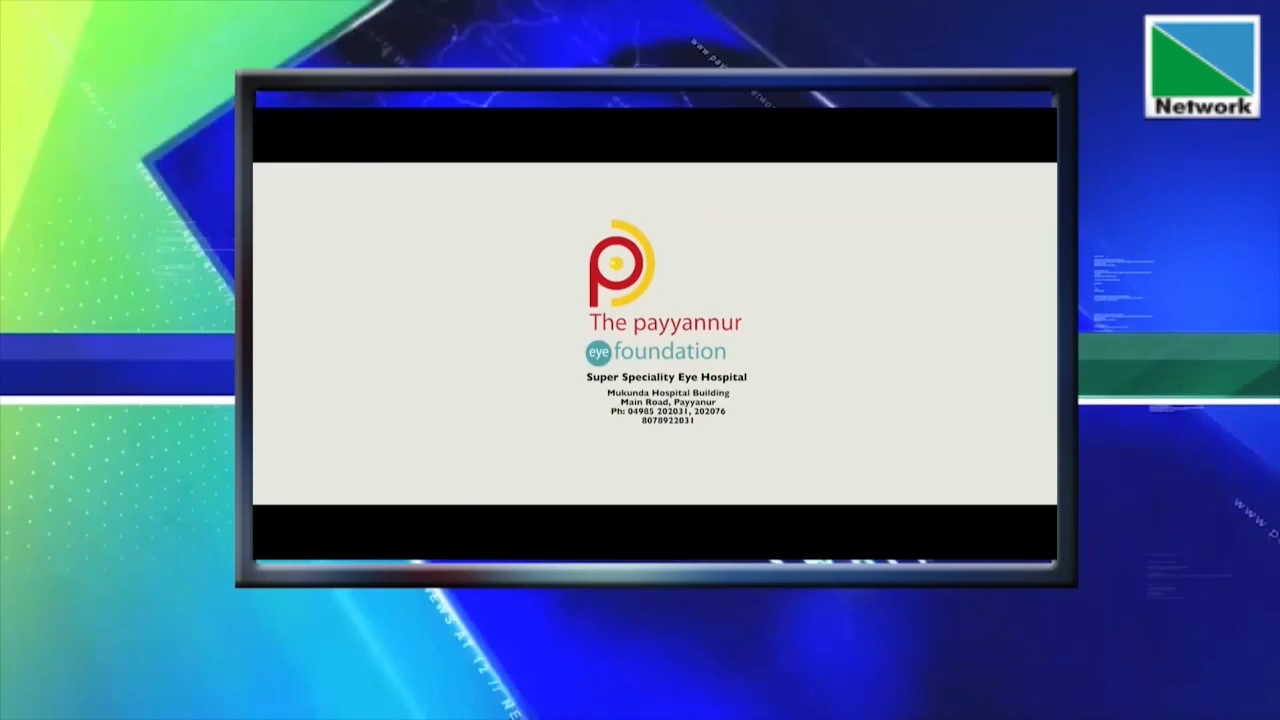 Network
The payyannur
eye foundation
Super Speciality Eye Hospital
Mukunda Hospital Building
Main Road, Payyanur
Ph: 04985 202031, 202076
8078922031